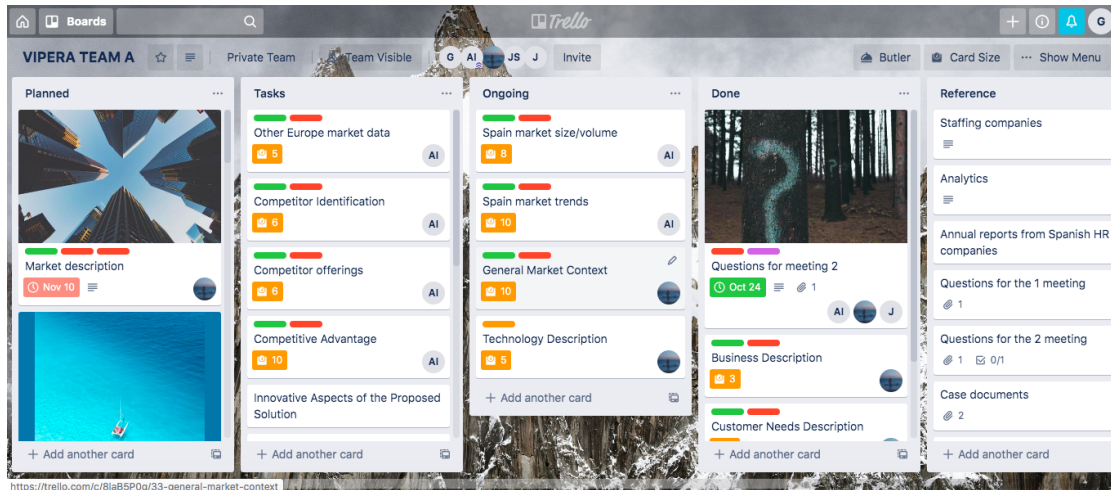 Boards
Trello
G
VIPERA TEAM A
Private Team
Team Visible
G
AI
JS
J
Invite
Butler
Card Size
... Show Menu
Planned
Market description
Nov 10
+ Add another card
Tasks
Other Europe market data
5
AI
Competitor Identification
6
AI
Competitor offerings
6
AI
Competitive Advantage
10
AI
Innovative Aspects of the Proposed
Solution
+ Add another card
Ongoing
Spain market size/volume
8
AI
Spain market trends
10
AI
General Market Context
10
Technology Description
5
+ Add another card
Done
Questions for meeting 2
Oct 24
1
AI
J
Business Description
3
Customer Needs Description
+ Add another card
Reference
Staffing companies
Analytics
Annual reports from Spanish HR
companies
Questions for the 1 meeting
1
Questions for the 2 meeting
1
0/1
Case documents
2
+ Add another card
https://trello.com/c/8laB5P0g/33-general-market-context